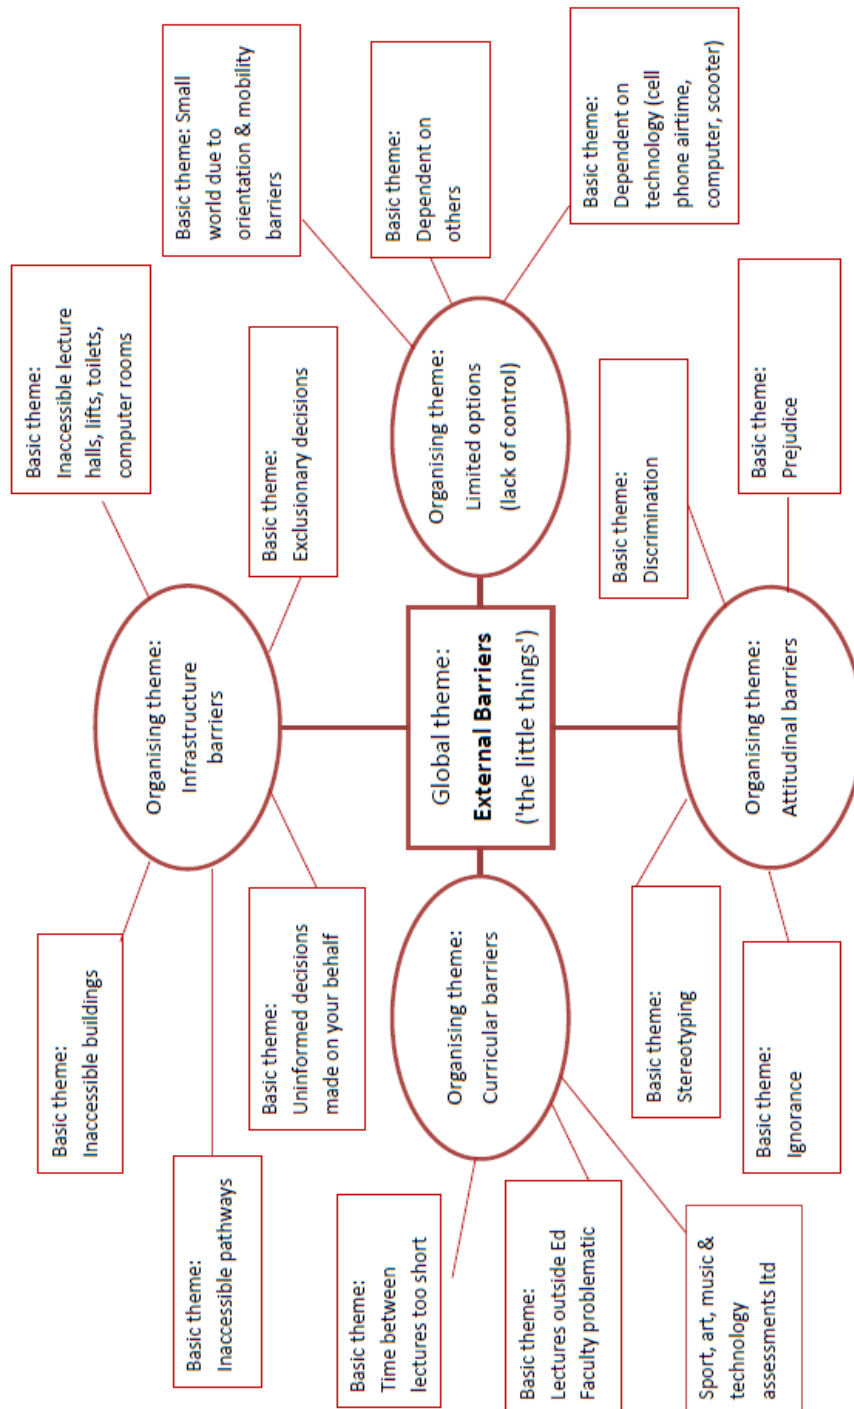 Basic theme:
Inaccessible buildings
Basic theme:
Inaccessible pathways
Organising theme:
Infrastructure
barriers
Basic theme:
Inaccessible lecture
halls, lifts, toilets,
computer rooms
Basic theme:
Uninformed decisions
made on your behalf
Basic theme:
Exclusionary decisions
Basic theme: Small
world due to
orientation & mobility
barriers
Basic theme:
Time between
lectures too short
Basic theme:
Lectures outside Ed
Faculty problematic
Sport, art, music &
technology
assessments ltd
Organising theme:
Curricular barriers
Global theme:
External Barriers
('the little things')
Organising theme:
Limited options
(lack of control)
Basic theme:
Dependent on
others
Basic theme:
Dependent on
technology (cell
phone airtime,
computer, scooter)
Basic theme:
Stereotyping
Basic theme:
Ignorance
Organising theme:
Attitudinal barriers
Basic theme:
Discrimination
Basic theme:
Prejudice